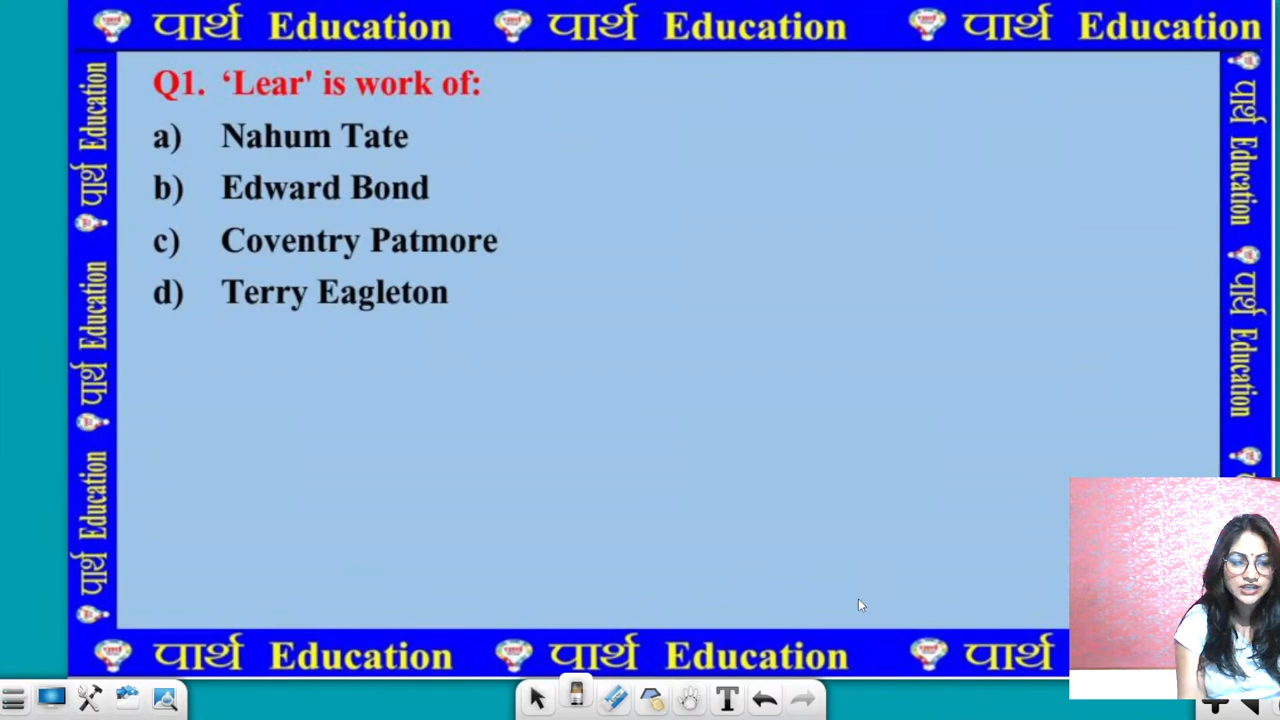 पार्थ Education पार्थ Education पार्थ Education
Q1. ‘Lear' is work of:
a) Nahum Tate
b) Edward Bond
c) Coventry Patmore
d) Terry Eagleton
पार्थ Education
पार्थ Education
पार्थ Education
पार्थ Education
पार्थ Education
पार्थ Education पार्थ Education पार्थ
T